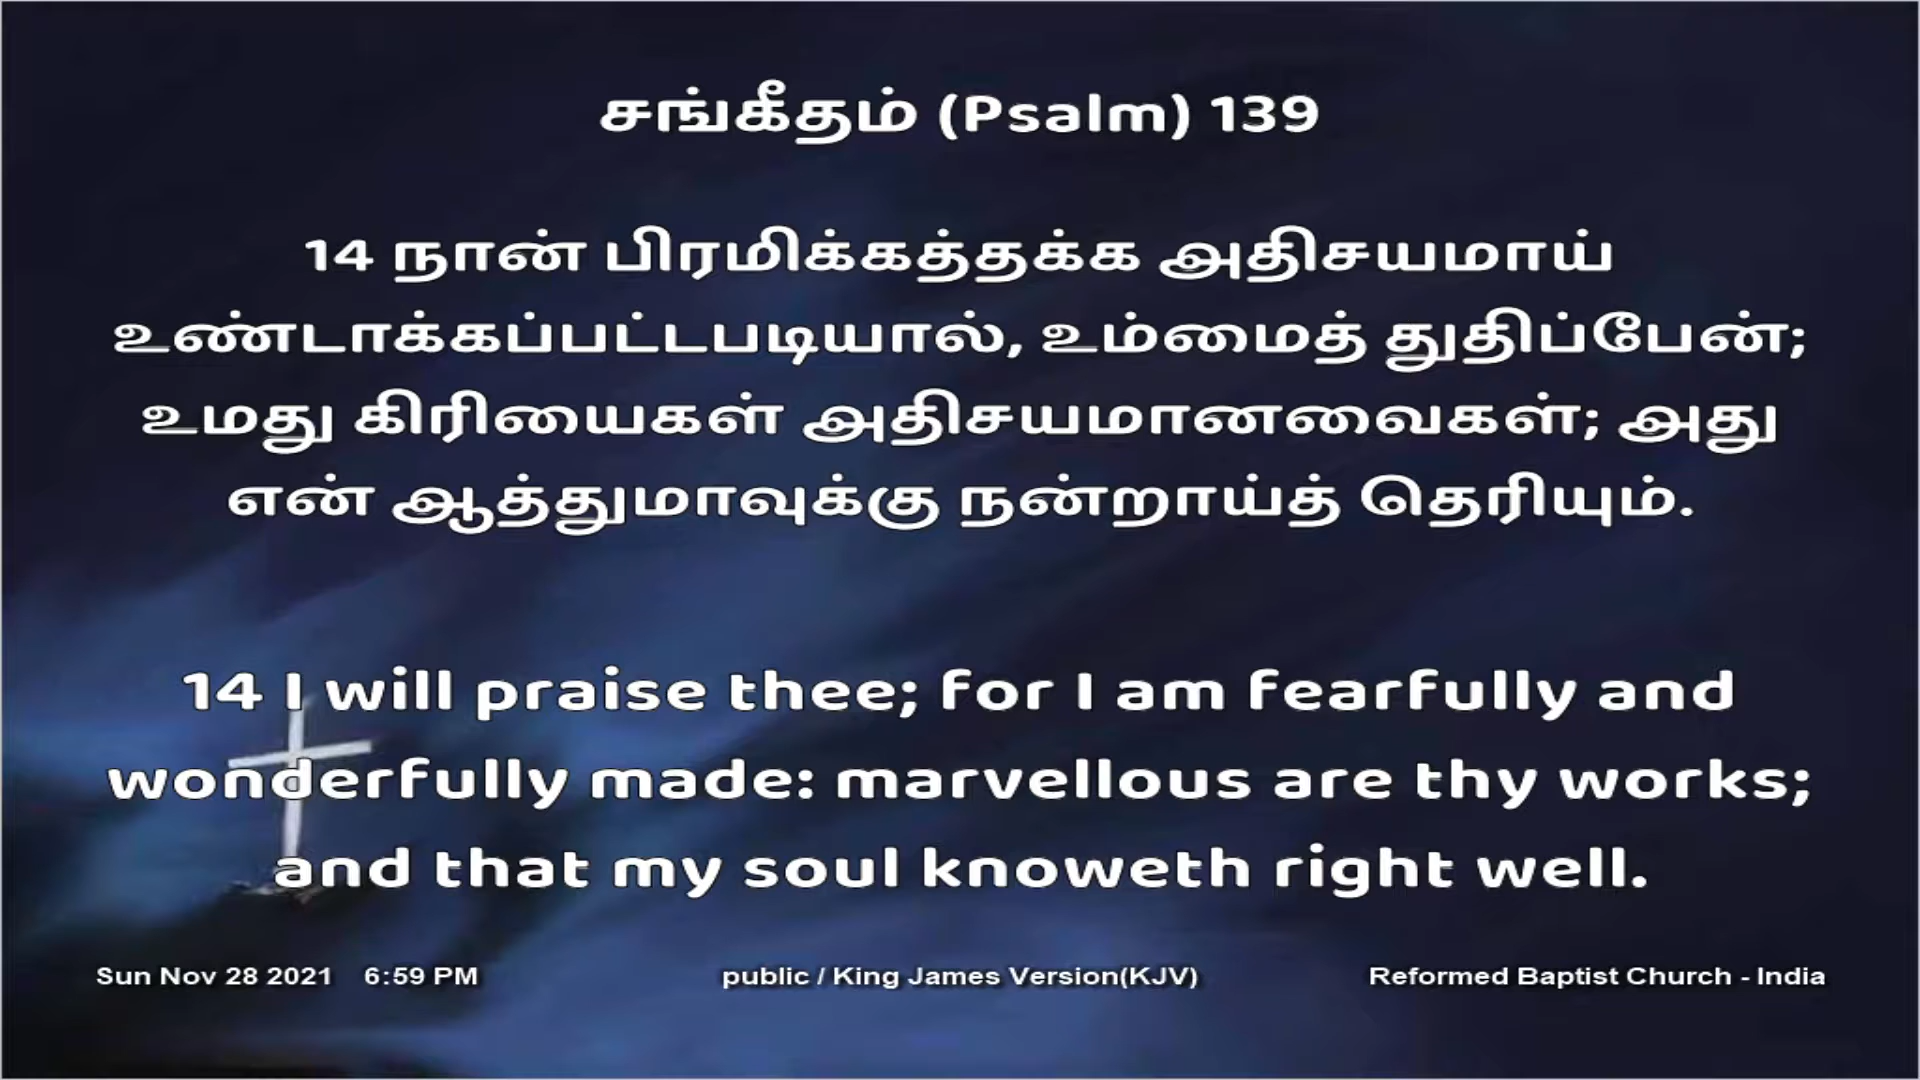 சங்கீதம் (Psalm) 139
14 நான் பிரமிக்கத்தக்க அதிசயமாய்
உண்டாக்கப்பட்டபடியால், உம்மைத் துதிப்பேன்;
உமது கிரியைகள் அதிசயமானவைகள்; அது
என் ஆத்துமாவுக்கு நன்றாய்த் தெரியும்.
14 I will praise thee; for I am fearfully and
wonderfully made: marvellous are thy works;
and that my soul knoweth right well.
Sun Nov 28 2021 6:59 PM public / King James Version(KJV) Reformed Baptist Church - India